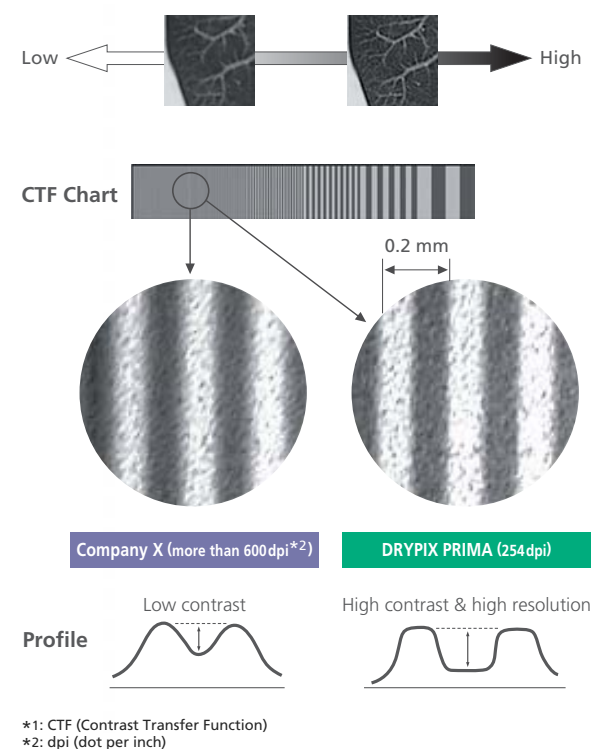 Low High
CTF Chart
0.2 mm
Company X (more than 600dpi*2) DRYPIX PRIMA (254dpi)
Low contrast High contrast & high resolution
Profile
*1: CTF (Contrast Transfer Function)
*2: dpi (dot per inch)